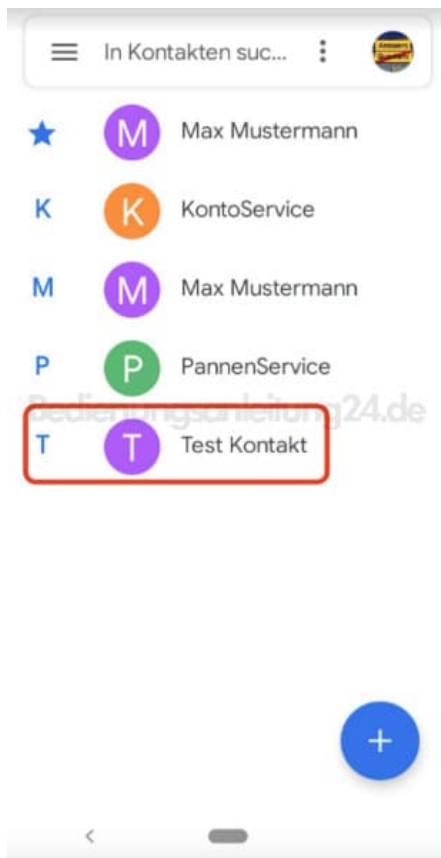 In Kontakten suc...
M Max Mustermann
K K KontoService
M M Max Mustermann
P P PannenService
Bedienungsanleitung24.de
T T Test Kontakt